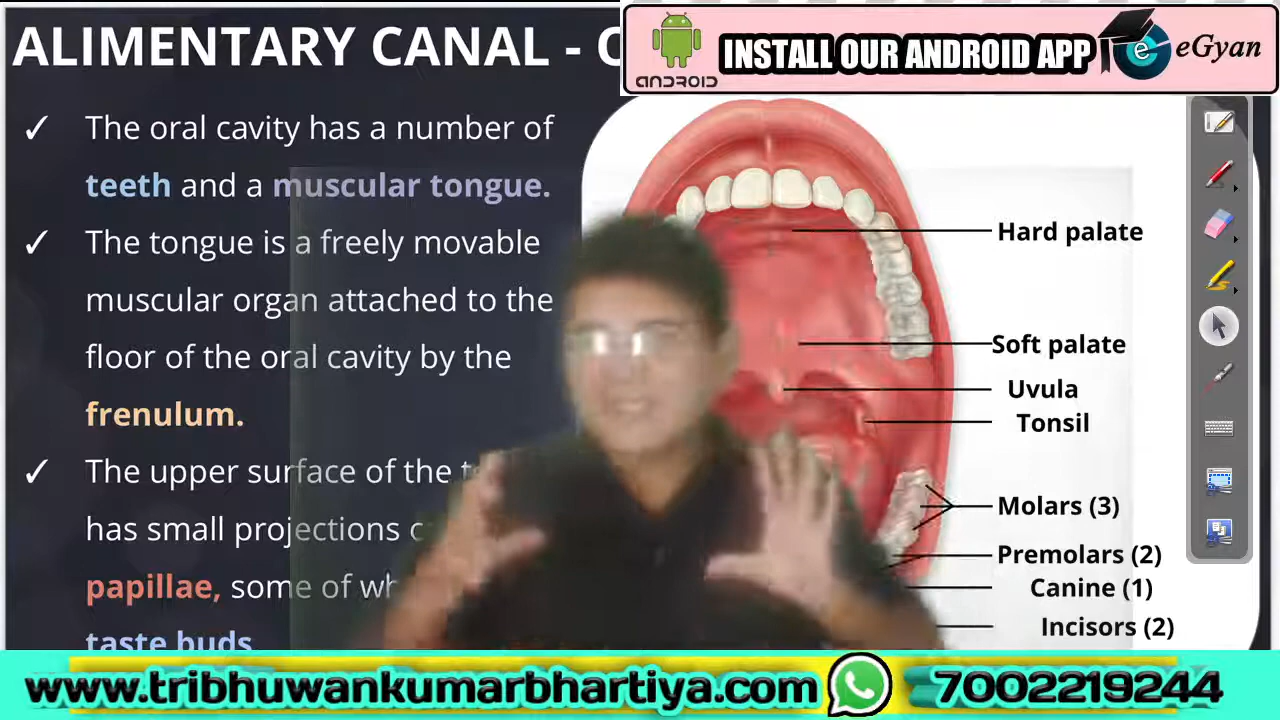 ALIMENTARY CANAL -
ANDROID
INSTALL OUR ANDROID APP
e
eGyan
✓ The oral cavity has a number of
teeth and a muscular tongue.
✓ The tongue is a freely movable
muscular organ attached to the
floor of the oral cavity by the
frenulum.
✓ The upper surface of the
has small projections
papillae, some of
taste buds
Hard palate
Soft palate
Uvula
Tonsil
Molars (3)
Premolars (2)
Canine (1)
Incisors (2)
www.tribhuwankumarbhartiya.com
7002219244